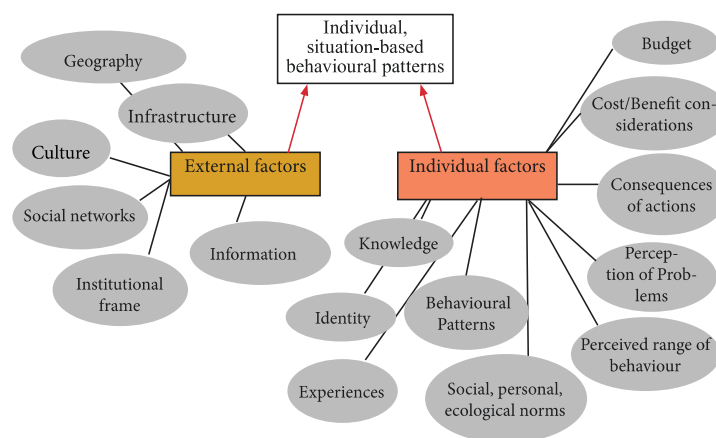 Individual,
situation-based
behavioural patterns
Geography
Infrastructure
Culture
External factors
Social networks
Information
Institutional
frame
Individual factors
Budget
Cost/Benefit con-
siderations
Consequences
of actions
Knowledge
Percep-
tion of Prob-
lems
Identity
Behavioural
Patterns
Perceived range of
behaviour
Experiences
Social, personal,
ecological norms